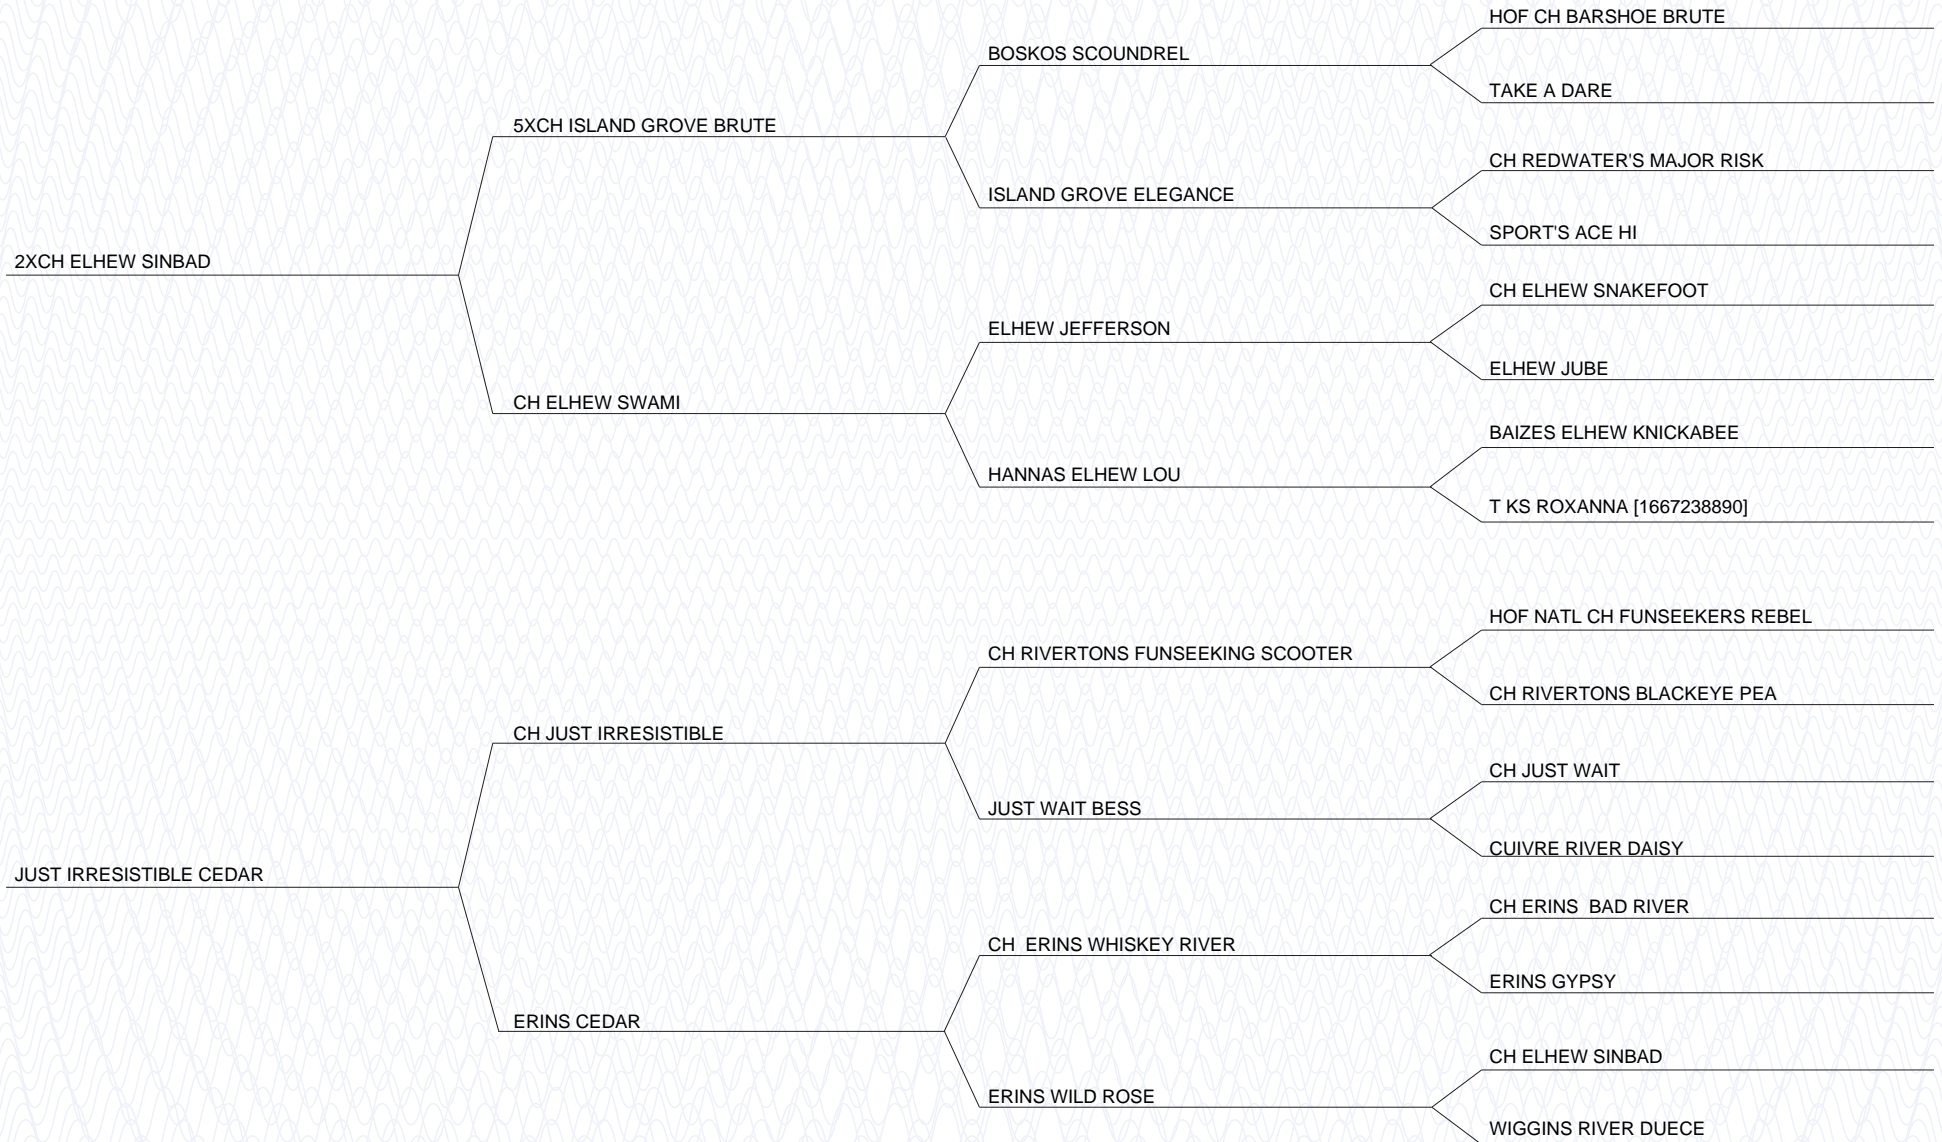 HOF CH BARSHOE BRUTE
BOSKOS SCOUNDREL
TAKE A DARE
5XCH ISLAND GROVE BRUTE
CH REDWATER'S MAJOR RISK
ISLAND GROVE ELEGANCE
SPORT'S ACE HI
2XCH ELHEW SINBAD
CH ELHEW SNAKEFOOT
ELHEW JEFFERSON
ELHEW JUBE
CH ELHEW SWAMI
BAIZES ELHEW KNICKABEE
HANNAS ELHEW LOU
T KS ROXANNA [1667238890]
HOF NATL CH FUNSEEKERS REBEL
CH RIVERTONS FUNSEEKING SCOOTER
CH RIVERTONS BLACKEYE PEA
CH JUST IRRESISTIBLE
CH JUST WAIT
JUST WAIT BESS
CUIVRE RIVER DAISY
JUST IRRESISTIBLE CEDAR
CH ERINS  BAD RIVER
CH  ERINS WHISKEY RIVER
ERINS GYPSY
ERINS CEDAR
CH ELHEW SINBAD
ERINS WILD ROSE
WIGGINS RIVER DUECE